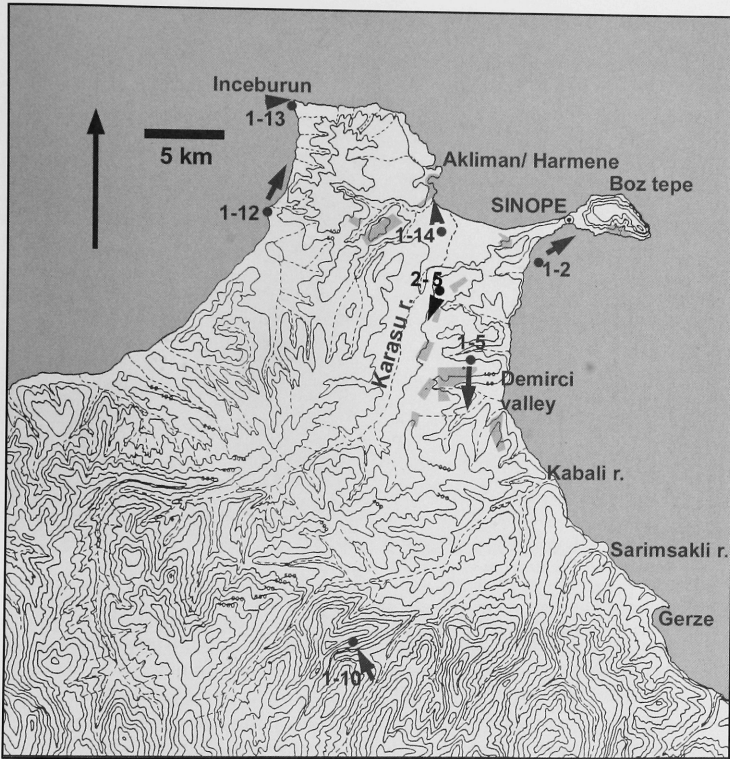 Inceburun
1-13
5 km
Akliman/ Harmene
Boz tepe
SINOPE
1-12
1-14
1-2
2-5
Karasu r.
1-5
Demirci
valley
Kabali r.
Sarimsakli r.
Gerze
1-10